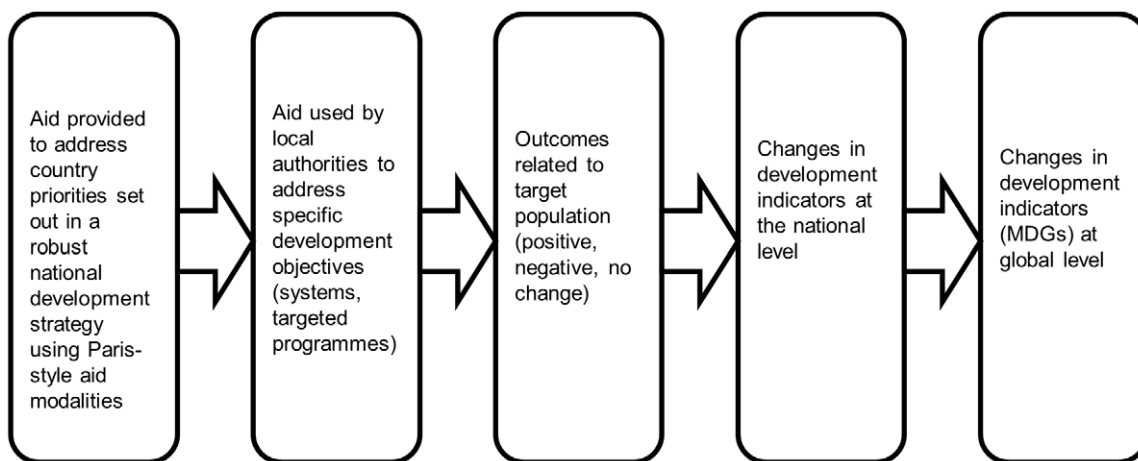 Aid provided
to address
country
priorities set
out in a
robust
national
development
strategy
using Paris-
style aid
modalities
Aid used by
local
authorities to
address
specific
development
objectives
(systems,
targeted
programmes)
Outcomes
related to
target
population
(positive,
negative, no
change)
Changes in
development
indicators at
the national
level
Changes in
development
indicators
(MDGs) at
global level